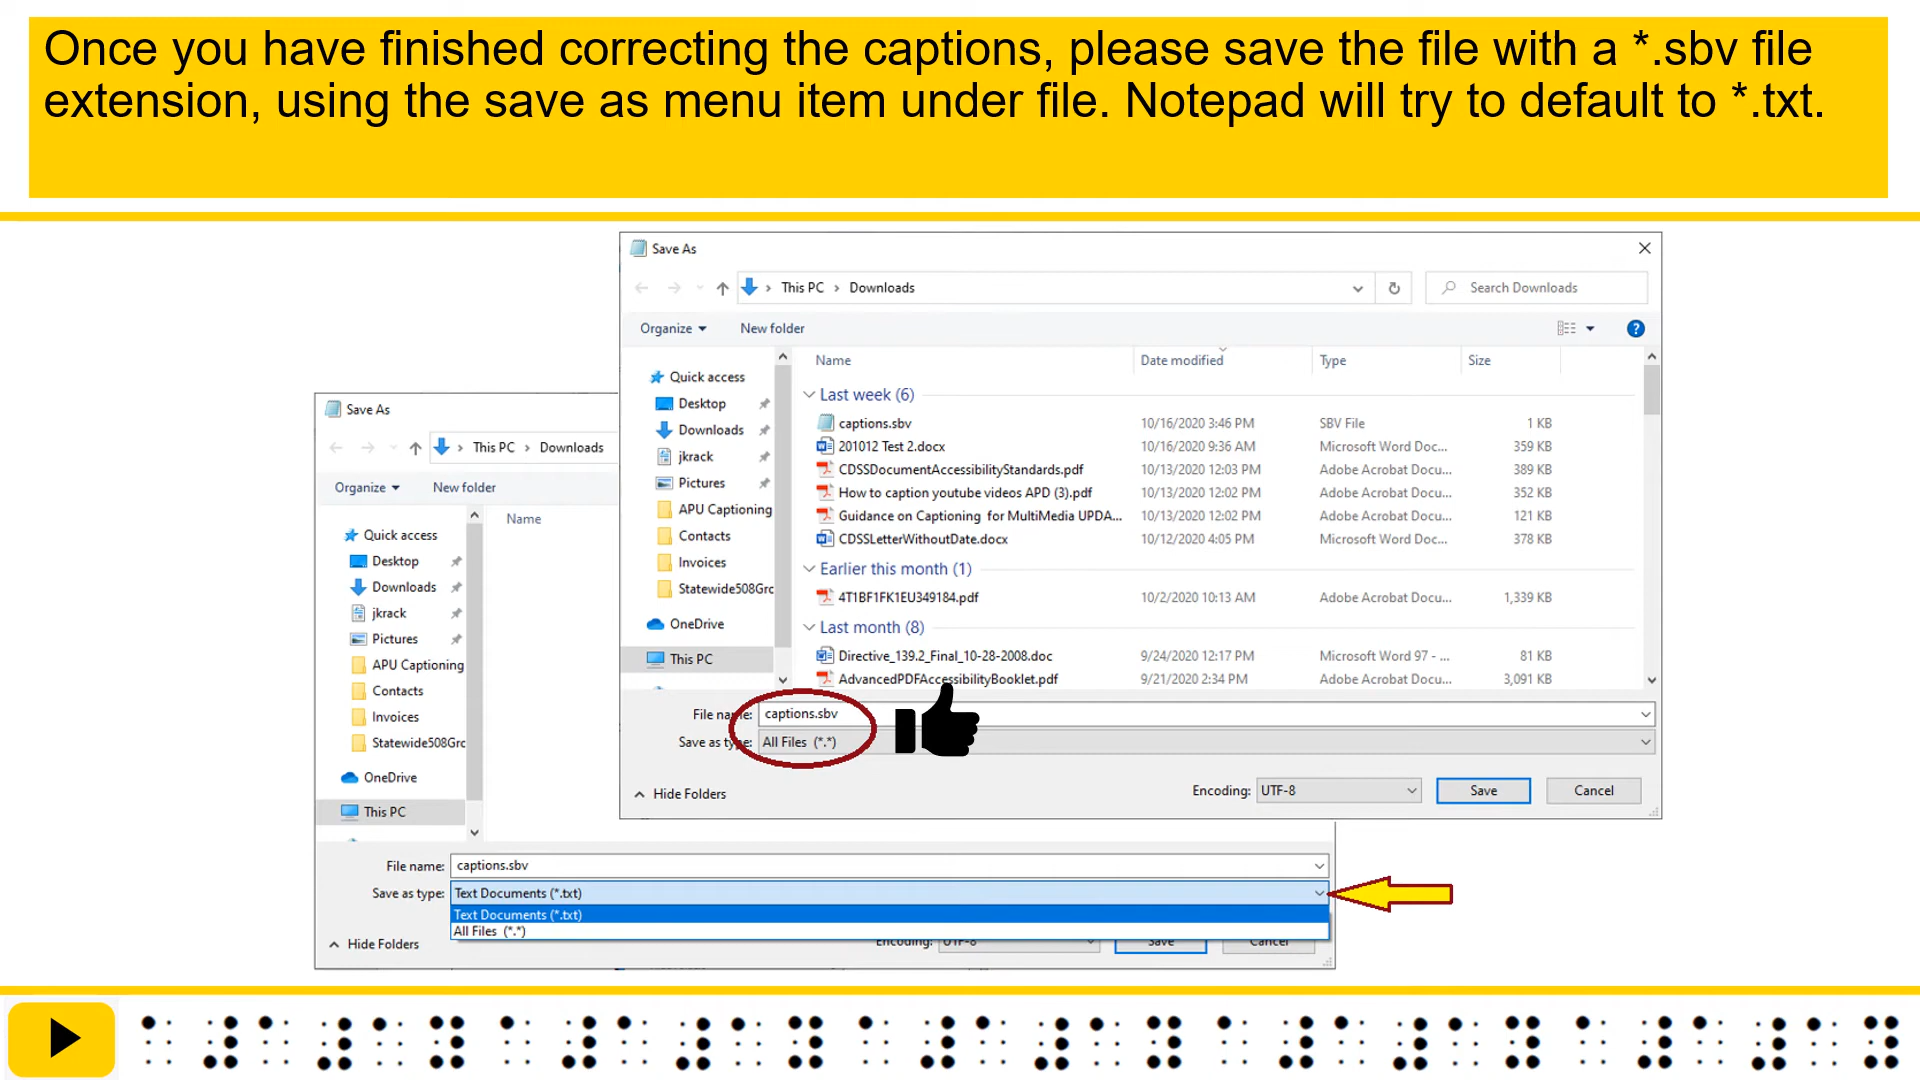 Once you have finished correcting the captions, please save the file with a *.sbv file
extension, using the save as menu item under file. Notepad will try to default to *.txt.
Save As
This PC > Downloads
Search Downloads
Organize
New folder
Name
Date modified
Type
Size
Quick access
Desktop
Downloads
jkrack
Pictures
APU Captioning
Contacts
Invoices
Statewide508Grc
OneDrive
This PC
Last week (6)
captions.sbv 10/16/2020 3:46 PM SBV File 1 KB
201012 Test 2.docx 10/16/2020 9:36 AM Microsoft Word Doc... 359 KB
CDSSDocumentAccessibilityStandards.pdf 10/13/2020 12:03 PM Adobe Acrobat Docu... 389 KB
How to caption youtube videos APD (3).pdf 10/13/2020 12:02 PM Adobe Acrobat Docu... 352 KB
Guidance on Captioning for MultiMedia UPDA... 10/13/2020 12:02 PM Adobe Acrobat Docu... 121 KB
CDSSLetterWithoutDate.docx 10/12/2020 4:05 PM Microsoft Word Doc... 378 KB
Earlier this month (1)
4T1BF1FK1EU349184.pdf 10/2/2020 10:13 AM Adobe Acrobat Docu... 1,339 KB
Last month (8)
Directive_139.2_Final_10-28-2008.doc 9/24/2020 12:17 PM Microsoft Word 97 - ... 81 KB
AdvancedPDFAccessibilityBooklet.pdf 9/21/2020 2:34 PM Adobe Acrobat Docu... 3,091 KB
File name: captions.sbv
Save as type: All Files (*.*)
Hide Folders
Encoding: UTF-8
Save
Cancel
Save As
This PC > Downloads
Organize
New folder
Name
Quick access
Desktop
Downloads
jkrack
Pictures
APU Captioning
Contacts
Invoices
Statewide508Grc
OneDrive
This PC
File name: captions.sbv
Save as type: Text Documents (*.txt)
Text Documents (*.txt)
All Files (*.*)
Hide Folders
Encoding: UTF-8
Save
Cancel